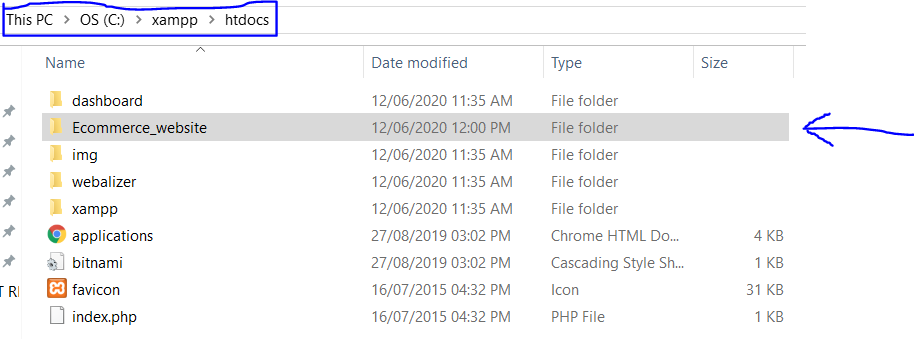 This PC > OS (C:) > xampp > htdocs
Name Date modified Type Size
dashboard 12/06/2020 11:35 AM File folder
Ecommerce_website 12/06/2020 12:00 PM File folder
img 12/06/2020 11:35 AM File folder
webalizer 12/06/2020 11:35 AM File folder
xampp 12/06/2020 11:35 AM File folder
applications 27/08/2019 03:02 PM Chrome HTML Do... 4 KB
bitnami 27/08/2019 03:02 PM Cascading Style Sh... 1 KB
T RI favicon 16/07/2015 04:32 PM Icon 31 KB
index.php 16/07/2015 04:32 PM PHP File 1 KB